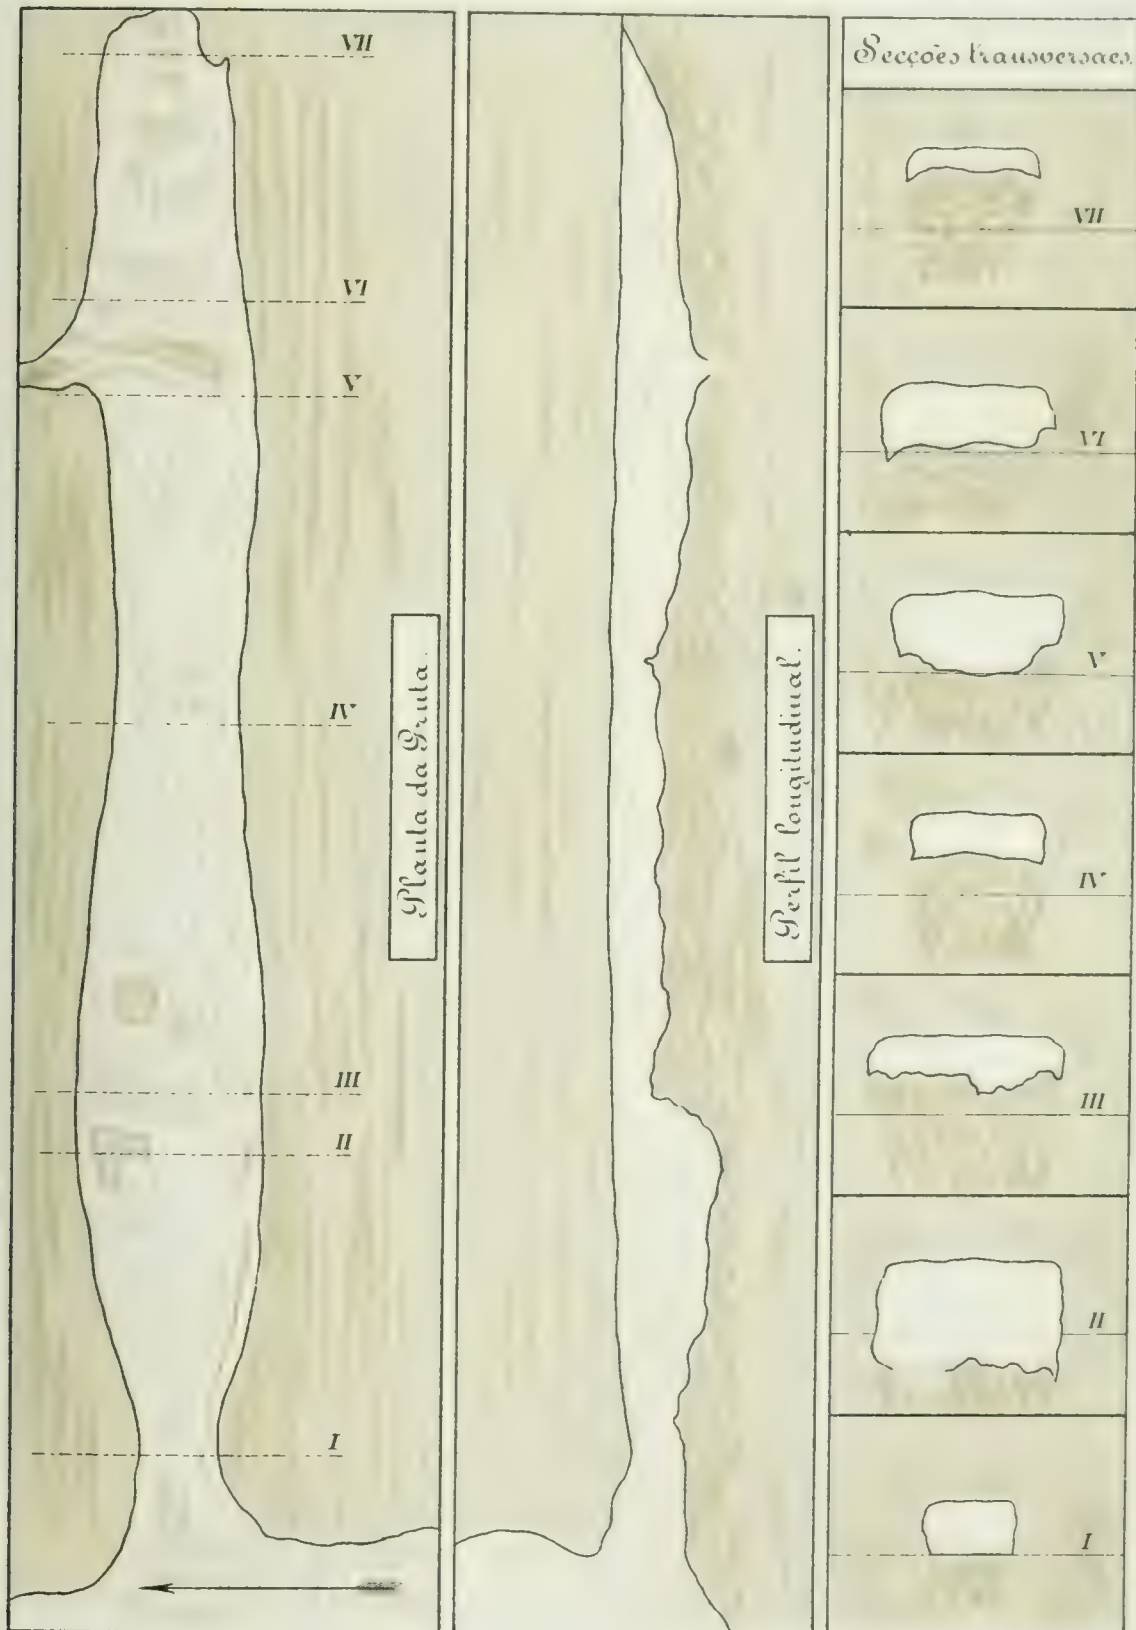 VII
VI
V
IV
III
II
I
Planta da Gruta.
Perfil longitudinal.
Secções transversaes.
VII
VI
V
IV
III
II
I